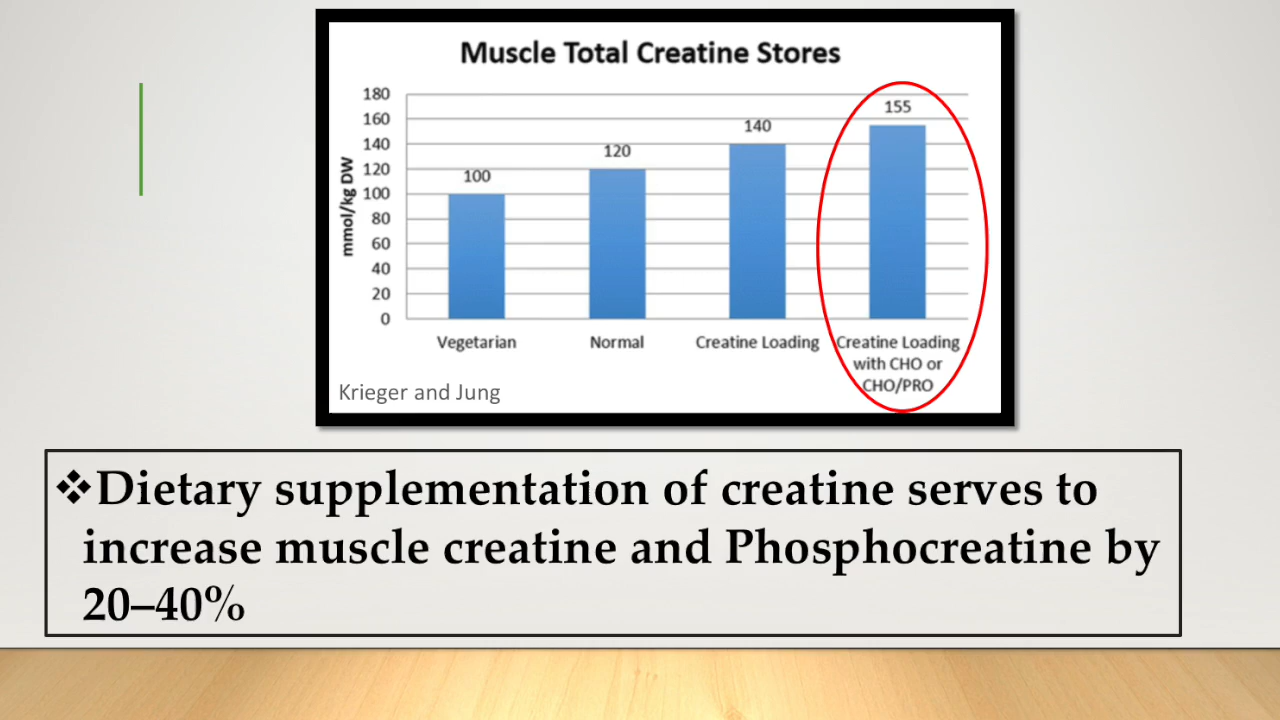 Muscle Total Creatine Stores
180
160
140
120
100
80
60
40
20
0
mmol/kg DW
100
120
140
155
Vegetarian
Normal
Creatine Loading
Creatine Loading
with CHO or
CHO/PRO
Krieger and Jung
❖Dietary supplementation of creatine serves to
increase muscle creatine and Phosphocreatine by
20–40%